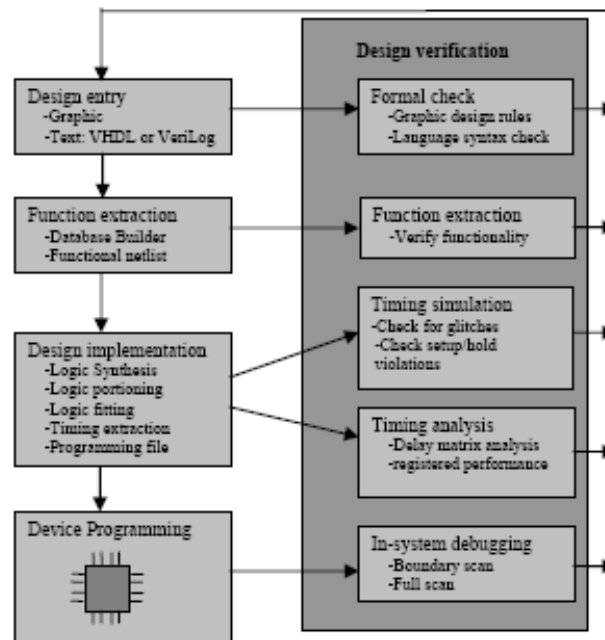 Design verification
Design entry
-Graphic
-Text: VHDL or VeriLog
Formal check
-Graphic design rules
-Language syntax check
Function extraction
-Database Builder
-Functional netlist
Function extraction
-Verify functionality
Timing simulation
-Check for glitches
-Check setup/hold
violations
Design implementation
-Logic Synthesis
-Logic portioning
-Logic fitting
-Timing extraction
-Programming file
Timing analysis
-Delay matrix analysis
-registered performance
Device Programming
In-system debugging
-Boundary scan
-Full scan